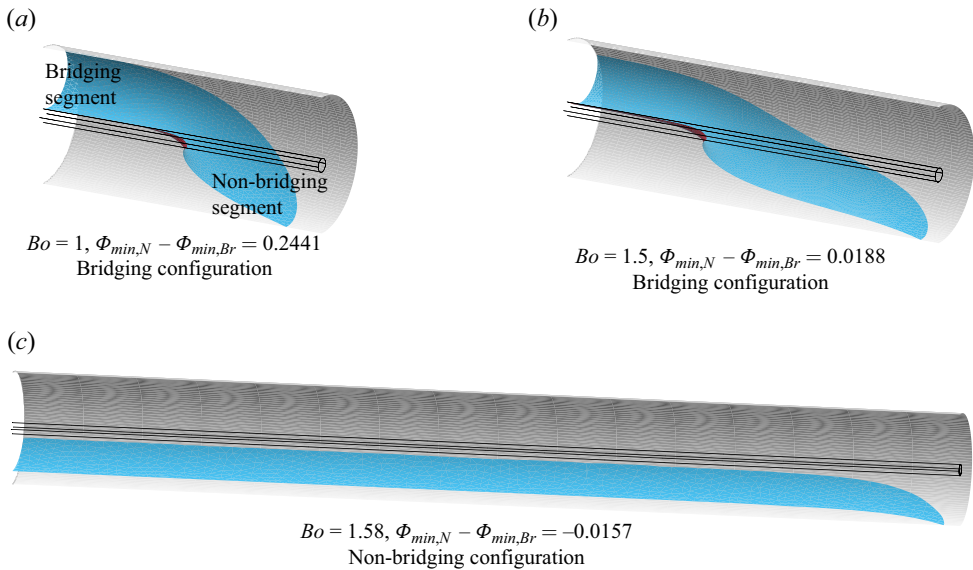 (a)
Bridging
segment
Non-bridging
segment
Bo = 1, Φmin,N − Φmin,Br = 0.2441
Bridging configuration
(b)
Bo = 1.5, Φmin,N − Φmin,Br = 0.0188
Bridging configuration
(c)
Bo = 1.58, Φmin,N − Φmin,Br = –0.0157
Non-bridging configuration